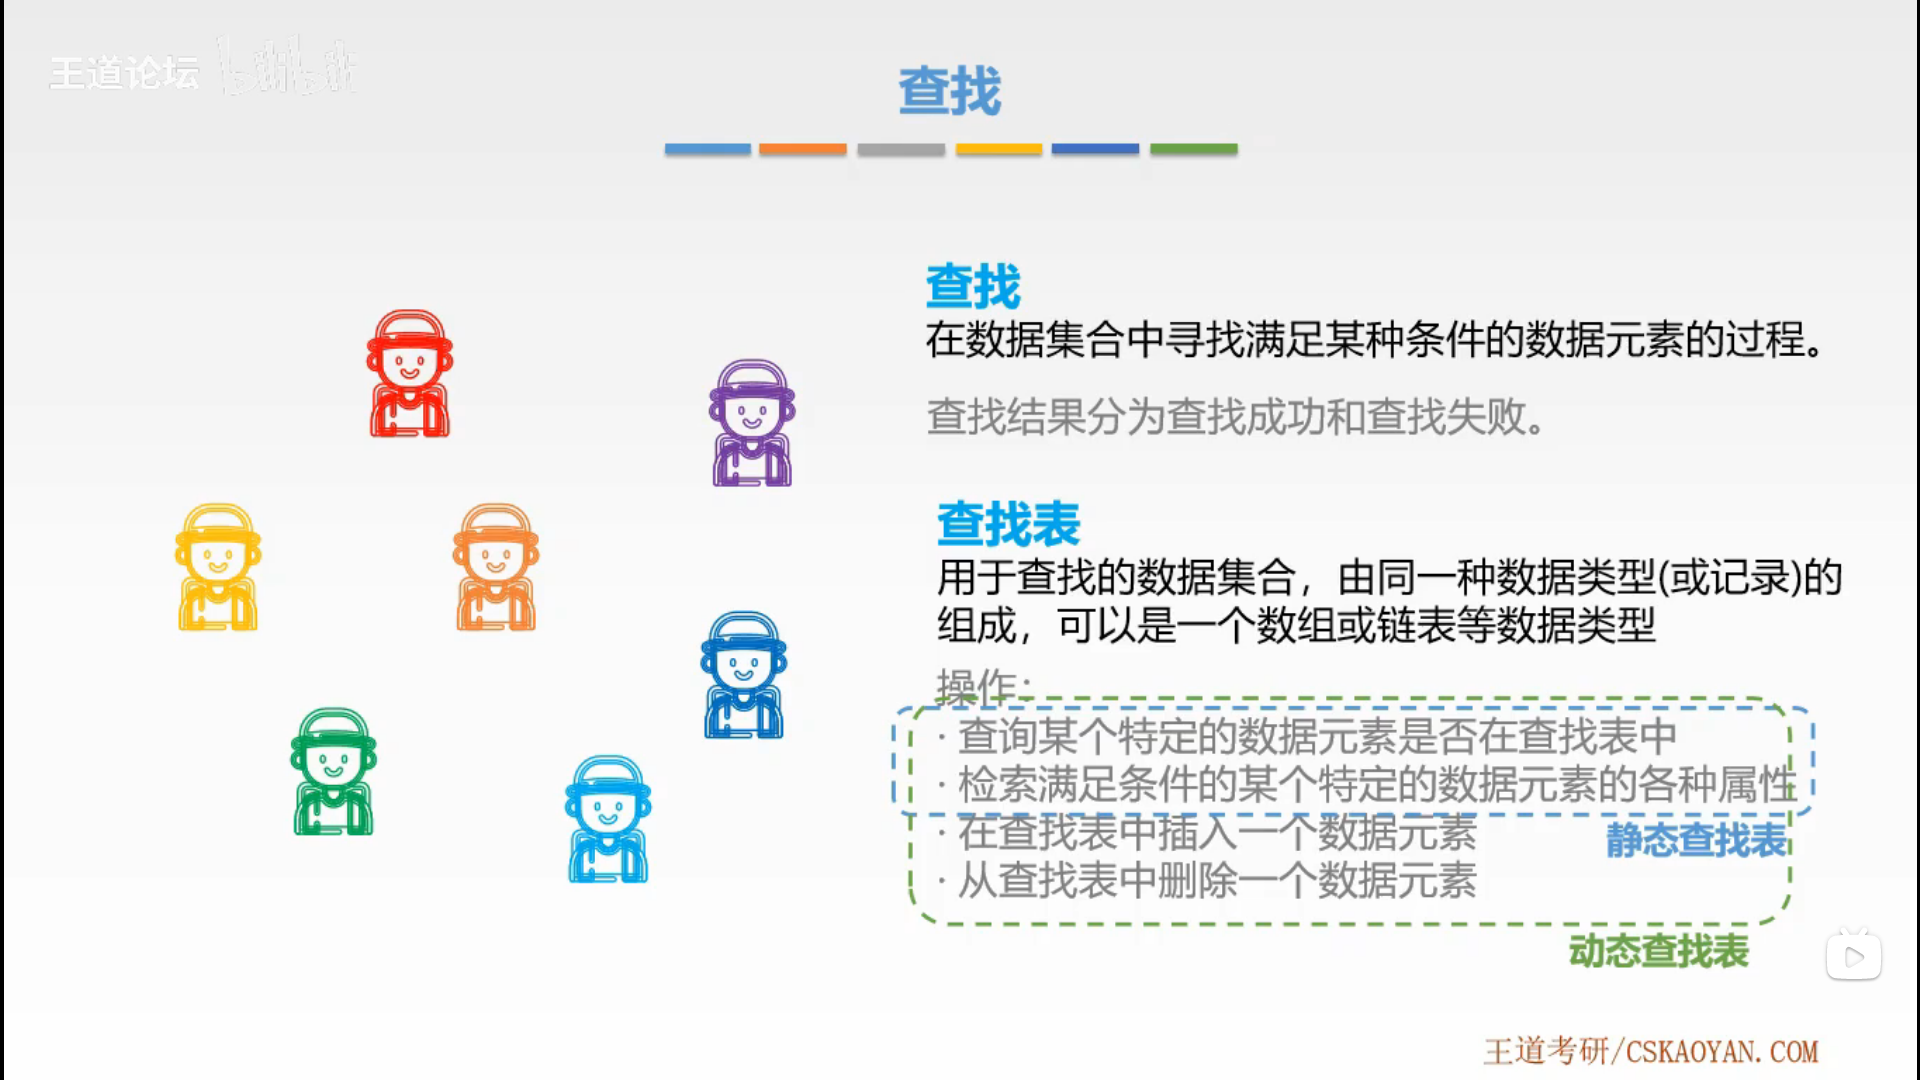 王道论坛 bilibili
查找
查找
在数据集合中寻找满足某种条件的数据元素的过程。
查找结果分为查找成功和查找失败。
查找表
用于查找的数据集合，由同一种数据类型(或记录)的
组成，可以是一个数组或链表等数据类型
操作：
· 查询某个特定的数据元素是否在查找表中
· 检索满足条件的某个特定的数据元素的各种属性
· 在查找表中插入一个数据元素
静态查找表
· 从查找表中删除一个数据元素
动态查找表
王道考研/CSKAOYAN.COM